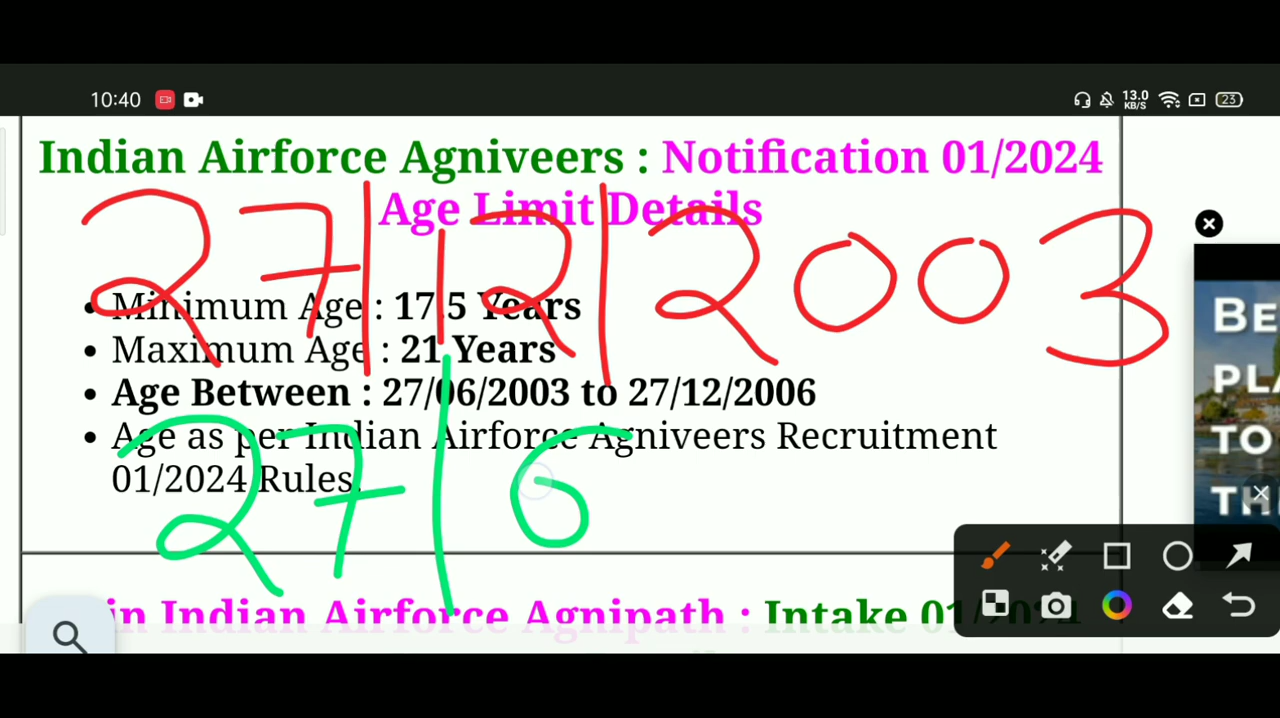 10:40 13.0 KB/S 23
Indian Airforce Agniveers : Notification 01/2024
Age Limit Details
27|12|2003
• Minimum Age : 17.5 Years
• Maximum Age : 21 Years
• Age Between : 27/06/2003 to 27/12/2006
• Age as per Indian Airforce Agniveers Recruitment
01/2024 Rules.
27|6
in Indian Airforce Agnipath : Intake 01/2024
BE
PLA
TO
TH